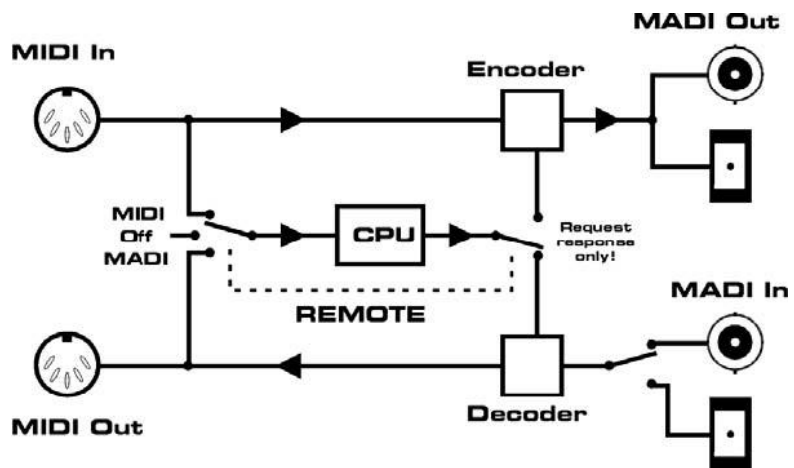 MADI Out
MIDI In
Encoder
MIDI
Off
MADI
CPU
Request
response
only!
REMOTE
MADI In
MIDI Out
Decoder